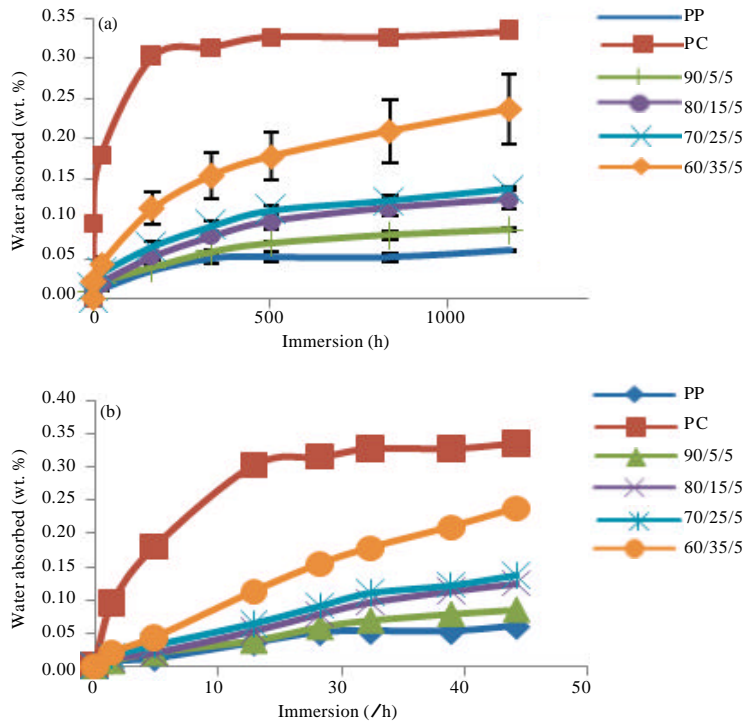 (a)
0.35
0.30
0.25
0.20
0.15
0.10
0.05
0.00
Water absorbed (wt. %)
0 500 1000
Immersion (h)
PP
PC
90/5/5
80/15/5
70/25/5
60/35/5
(b)
0.40
0.35
0.30
0.25
0.20
0.15
0.10
0.05
0.00
Water absorbed (wt. %)
0 10 30 40 50
Immersion (/h)
PP
PC
90/5/5
80/15/5
70/25/5
60/35/5